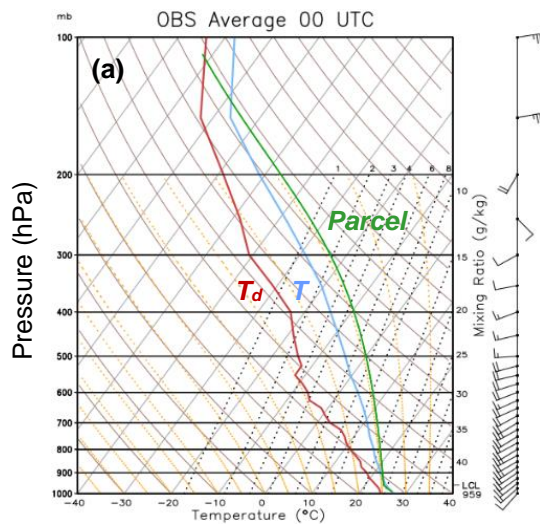 OBS Average 00 UTC
mb
100
(a)
200
300
400
500
600
700
800
900
1000
Pressure (hPa)
1 2 3 4 6 8
10
15
20
25
30
35
40
Mixing Ratio (g/kg)
Parcel
Td T
LCL
959
-40 -30 -20 -10 0 10 20 30 40
Temperature (°C)